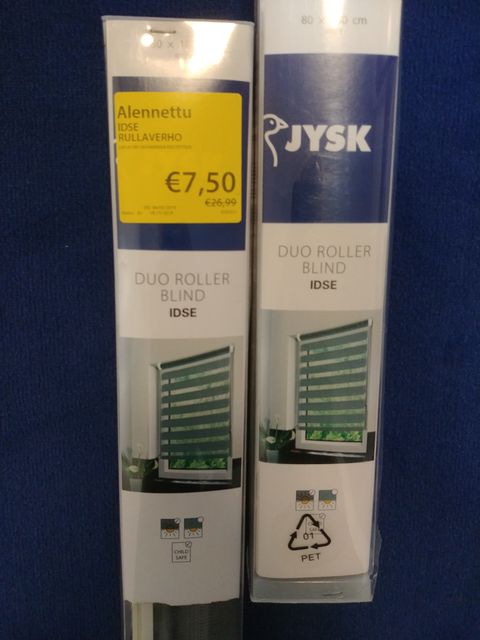 Alennettu
IDSE
RULLAVERHO
€7,50
€26,99
DUO ROLLER
BLIND
IDSE
CHILD
SAFE
JYSK
DUO ROLLER
BLIND
IDSE
01
PET